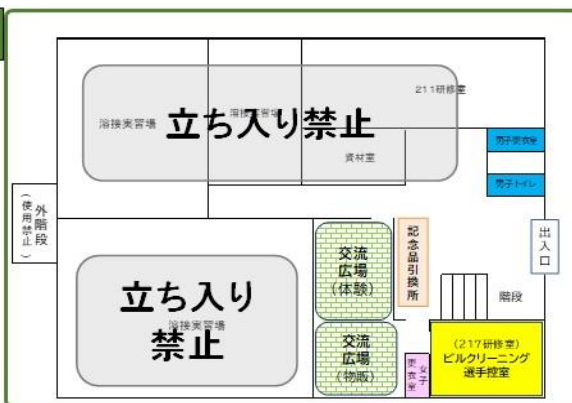 211研修室
溶接実習場
溶接実習場
立ち入り禁止
資材室
男子更衣室
男子トイレ
外階段
(使用禁止)
出入口
記念品引換所
交流
広場
(体験)
階段
立ち入り
禁止
溶接実習場
交流
広場
(物販)
女子
更衣室
(217研修室)
ビルクリーニング
選手控室